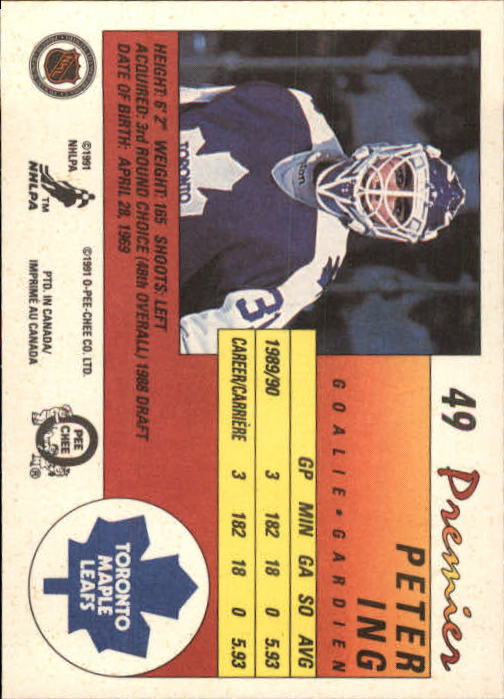 49 Premier
PETER
ING
GOALIE • GARDIEN
GP MIN GA SO AVG
1989/90 3 182 18 0 5.93
CAREER/CARRIÈRE 3 182 18 0 5.93
TORONTO
31
HEIGHT: 6' 2" WEIGHT: 165 SHOOTS: LEFT
ACQUIRED: 3rd ROUND CHOICE (48th OVERALL) 1988 DRAFT
DATE OF BIRTH: APRIL 28, 1969
TORONTO
MAPLE
LEAFS
NHL
©1991
NHLPA
TM
NHLPA
©1991 O-PEE-CHEE CO. LTD.
PTD. IN CANADA/
IMPRIMÉ AU CANADA
O
PEE
CHEE
®